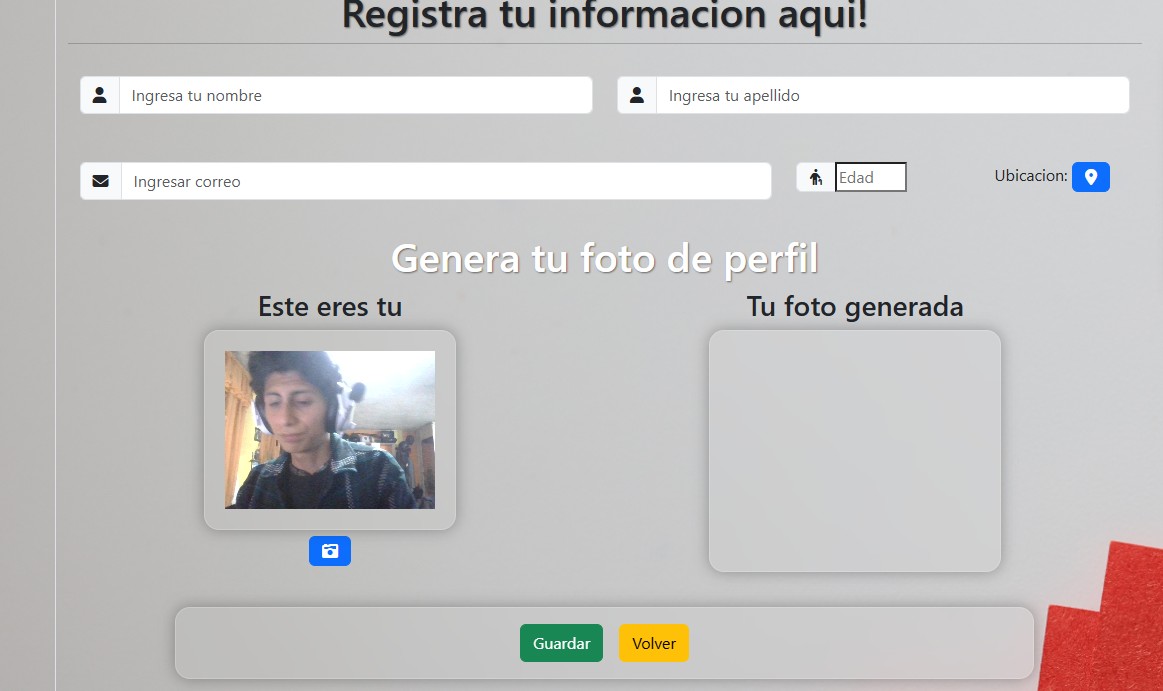 Registra tu informacion aqui!
Ingresa tu nombre
Ingresa tu apellido
Ingresar correo
Edad
Ubicacion:
Genera tu foto de perfil
Este eres tu
Tu foto generada
Guardar
Volver